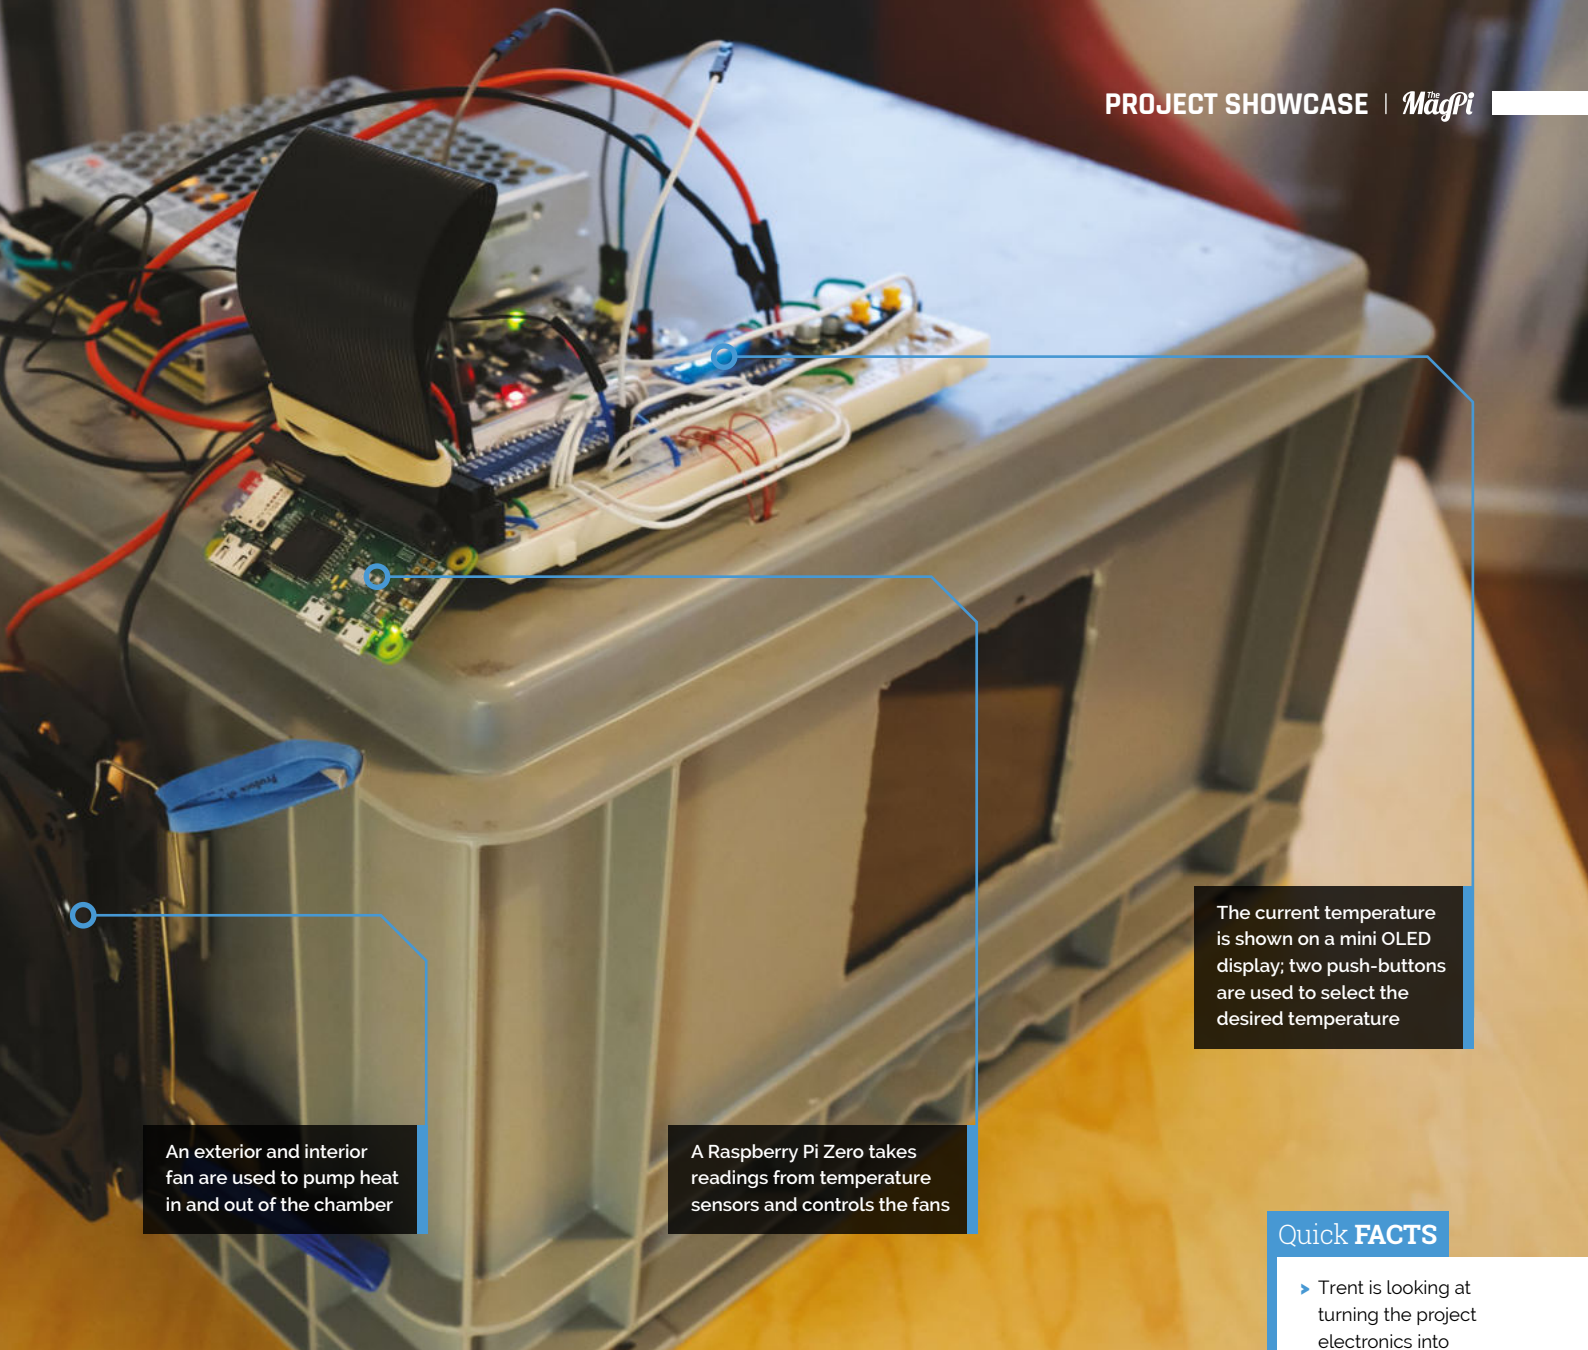 PROJECT SHOWCASE | The MagPi
The current temperature
is shown on a mini OLED
display; two push-buttons
are used to select the
desired temperature
An exterior and interior
fan are used to pump heat
in and out of the chamber
A Raspberry Pi Zero takes
readings from temperature
sensors and controls the fans
Quick FACTS
> Trent is looking at
turning the project
electronics into